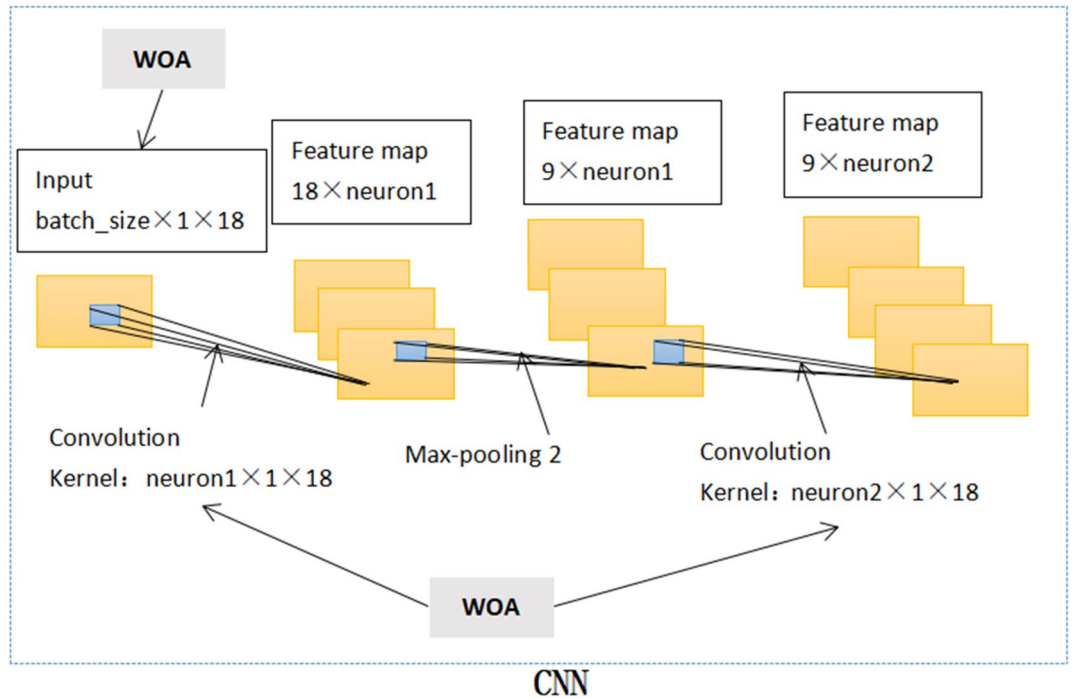 WOA
Input
batch_size×1×18
Feature map
18×neuron1
Feature map
9×neuron1
Feature map
9×neuron2
Convolution
Kernel：neuron1×1×18
Max-pooling 2
Convolution
Kernel：neuron2×1×18
WOA
CNN